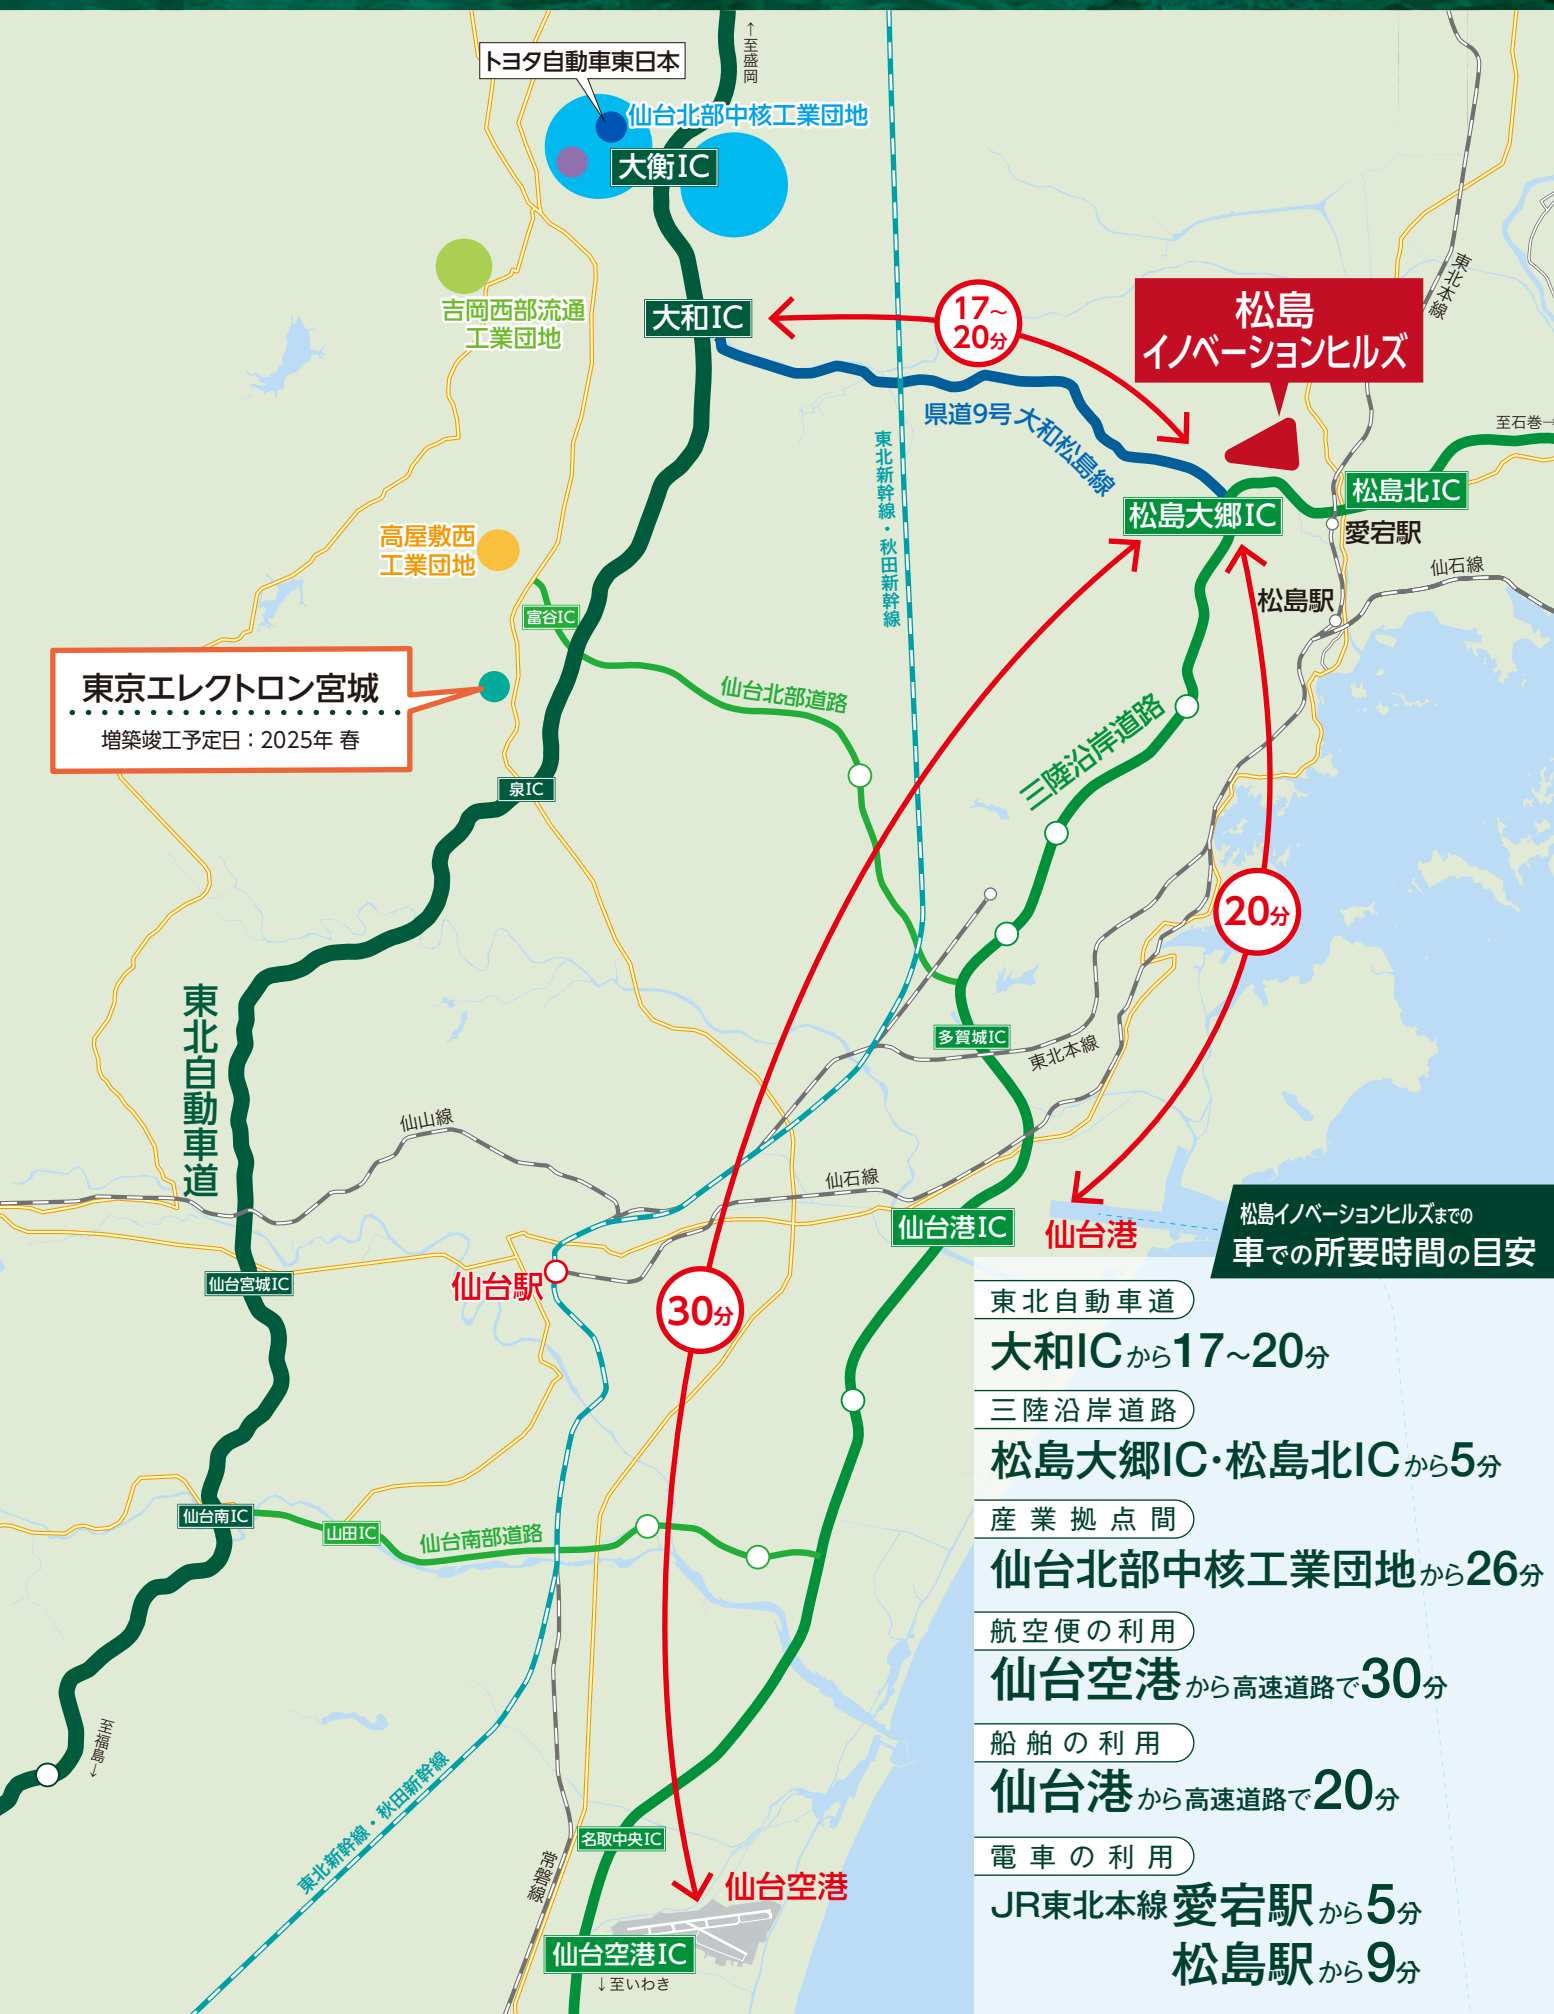 ↑至盛岡
トヨタ自動車東日本
仙台北部中核工業団地
大衡IC
吉岡西部流通
工業団地
大和IC
17～
20分
松島
イノベーションヒルズ
東北本線
至石巻→
県道9号 大和松島線
東北新幹線・秋田新幹線
松島北IC
松島大郷IC
愛宕駅
仙石線
松島駅
高屋敷西
工業団地
富谷IC
東京エレクトロン宮城
増築竣工予定日：2025年 春
仙台北部道路
三陸沿岸道路
泉IC
20分
東北自動車道
多賀城IC
東北本線
仙山線
仙石線
仙台港IC
仙台港
仙台宮城IC
仙台駅
30分
仙台南IC
山田IC
仙台南部道路
至福島→
東北新幹線・秋田新幹線
常磐線
名取中央IC
仙台空港
仙台空港IC
↓至いわき
松島イノベーションヒルズまでの
車での所要時間の目安
東北自動車道
大和ICから17～20分
三陸沿岸道路
松島大郷IC・松島北ICから5分
産業拠点間
仙台北部中核工業団地から26分
航空便の利用
仙台空港から高速道路で30分
船舶の利用
仙台港から高速道路で20分
電車の利用
JR東北本線 愛宕駅から5分
松島駅から9分